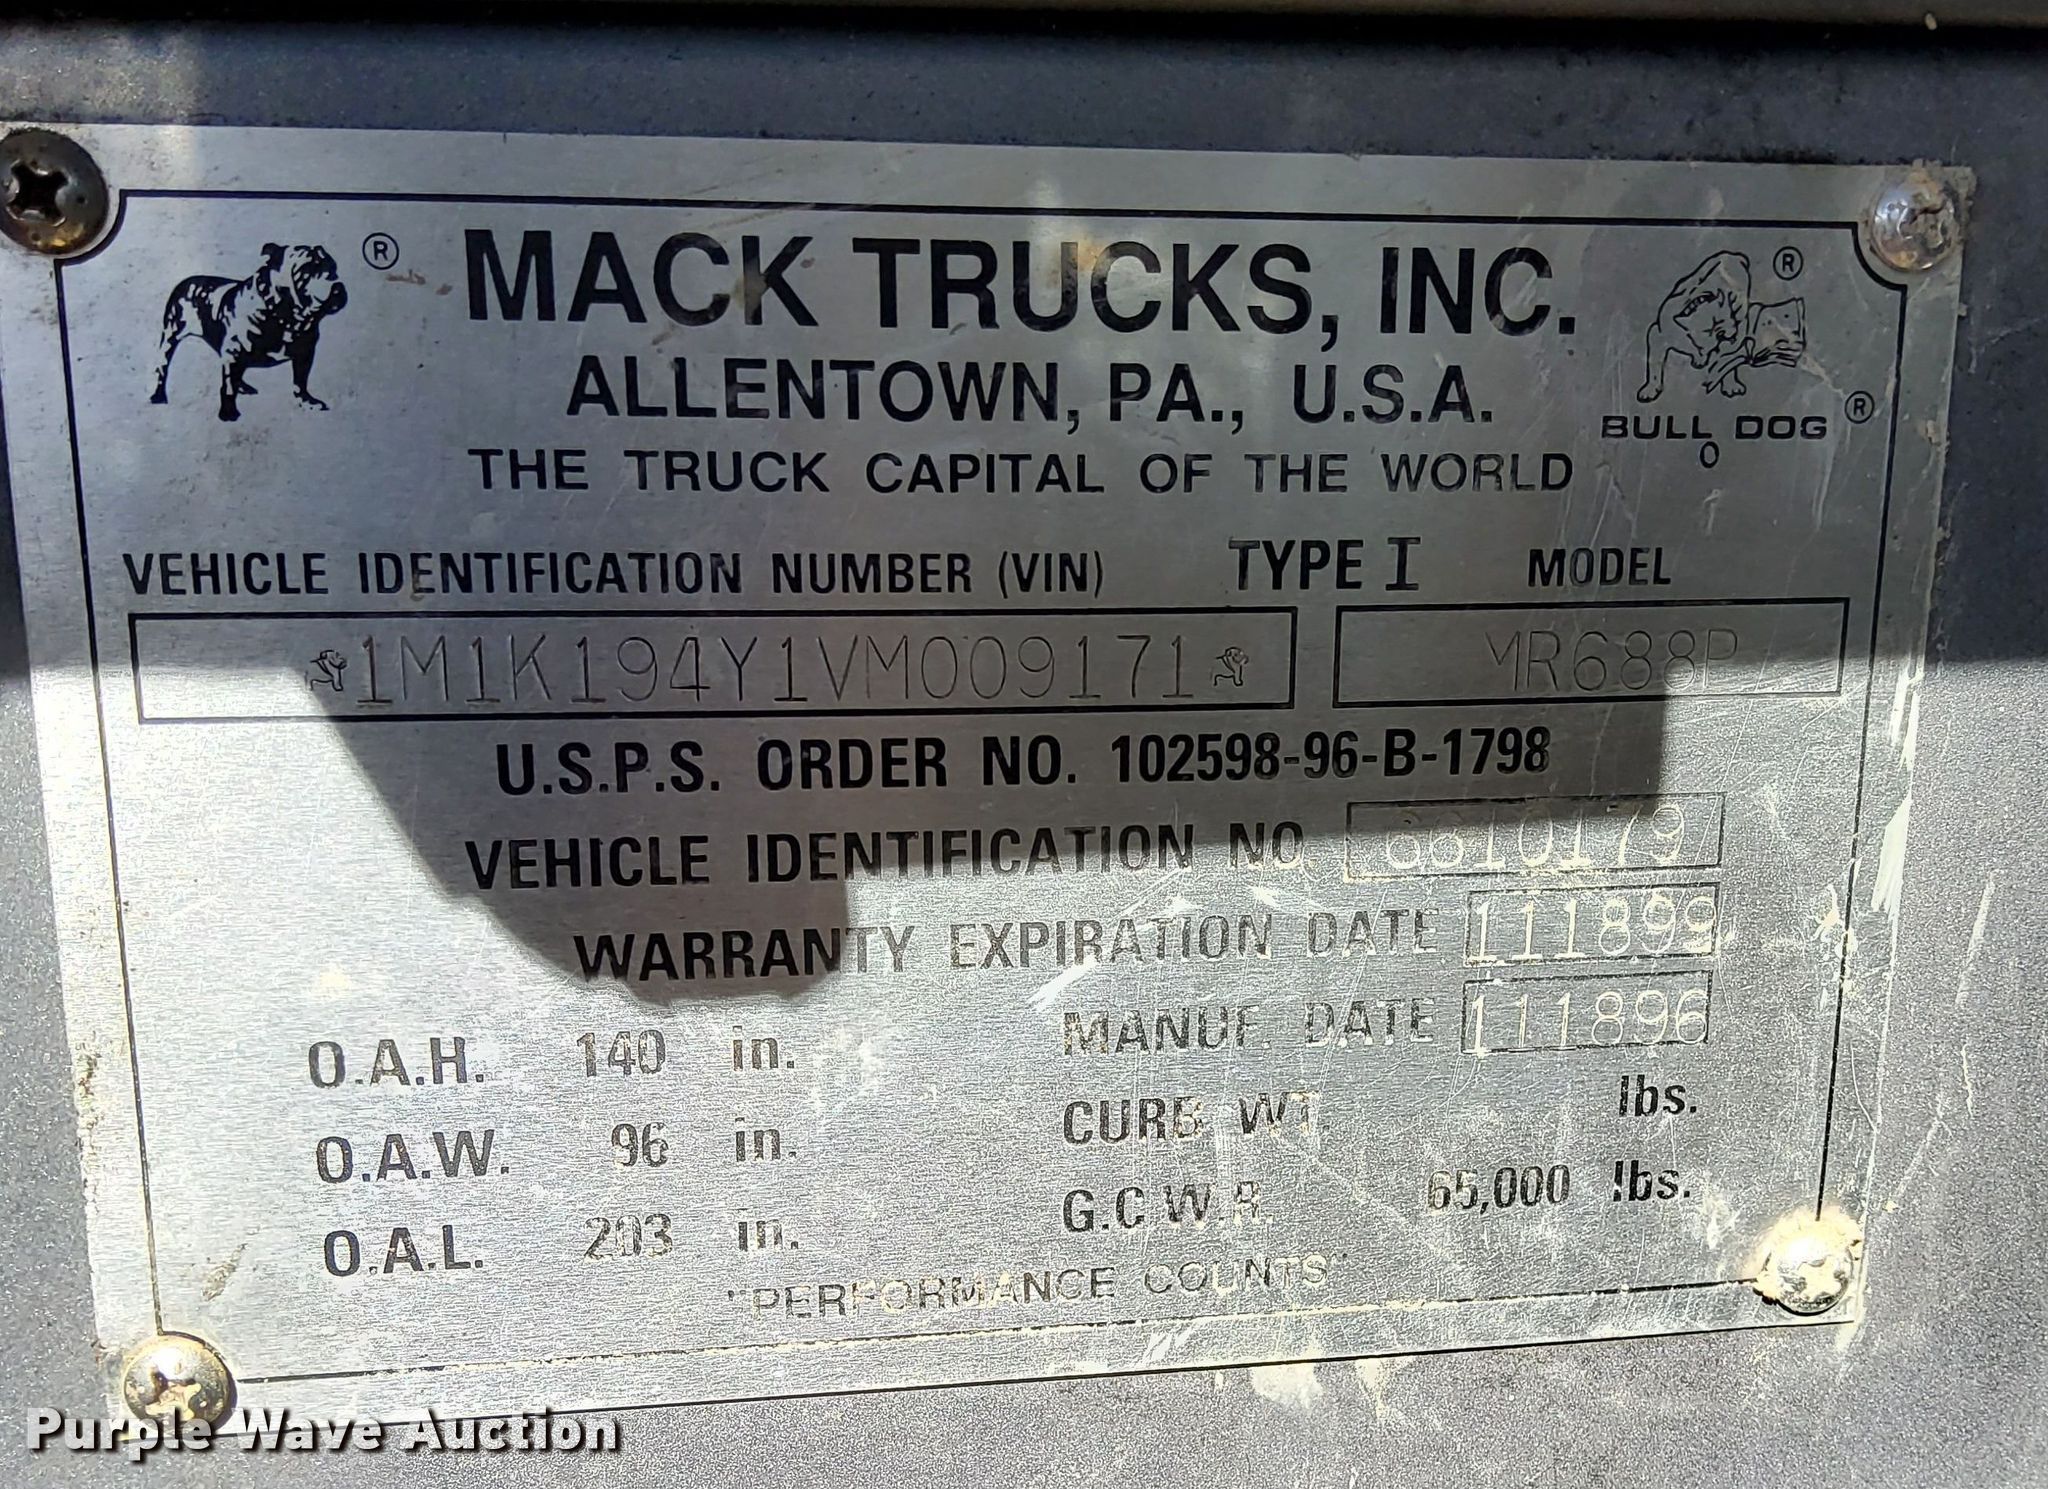 ® MACK TRUCKS, INC. ®
ALLENTOWN, PA., U.S.A.
BULL DOG ®
O
THE TRUCK CAPITAL OF THE WORLD
VEHICLE IDENTIFICATION NUMBER (VIN) TYPE I MODEL
1M1K194Y1VM009171 MR688P
U.S.P.S. ORDER NO. 102598-96-B-1798
VEHICLE IDENTIFICATION NO.
WARRANTY EXPIRATION DATE 111899
MANUF. DATE 111896
O.A.H. 140 in.
CURB WT. lbs.
O.A.W. 96 in.
G.C.W.R. 65,000 lbs.
O.A.L. 203 in.
"PERFORMANCE COUNTS"
Purple Wave Auction